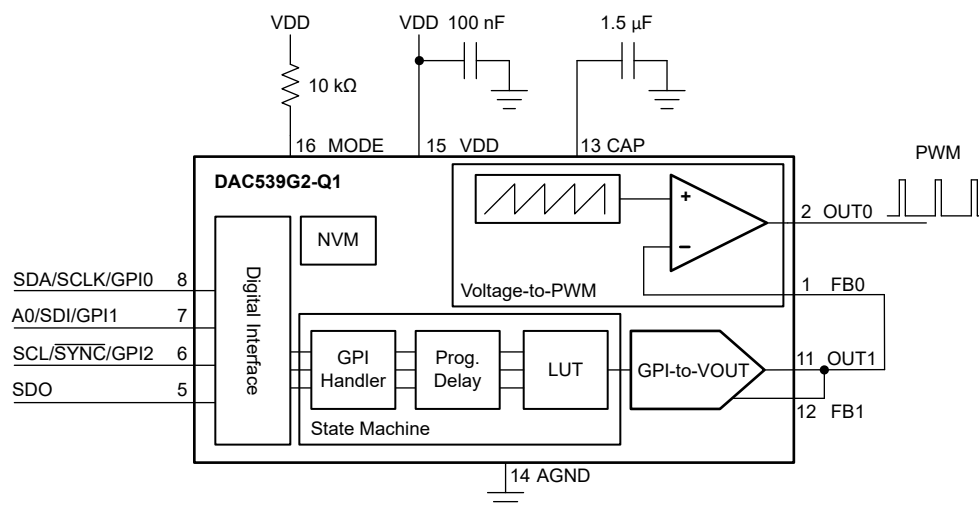 VDD
VDD 100 nF
1.5 µF
10 kΩ
16 MODE
15 VDD
13 CAP
DAC539G2-Q1
PWM
NVM
+
−
2 OUT0
Voltage-to-PWM
1 FB0
Digital Interface
SDA/SCLK/GPI0 8
A0/SDI/GPI1 7
SCL/SYNC/GPI2 6
SDO 5
GPI Handler
Prog. Delay
LUT
GPI-to-VOUT
11 OUT1
12 FB1
State Machine
14 AGND